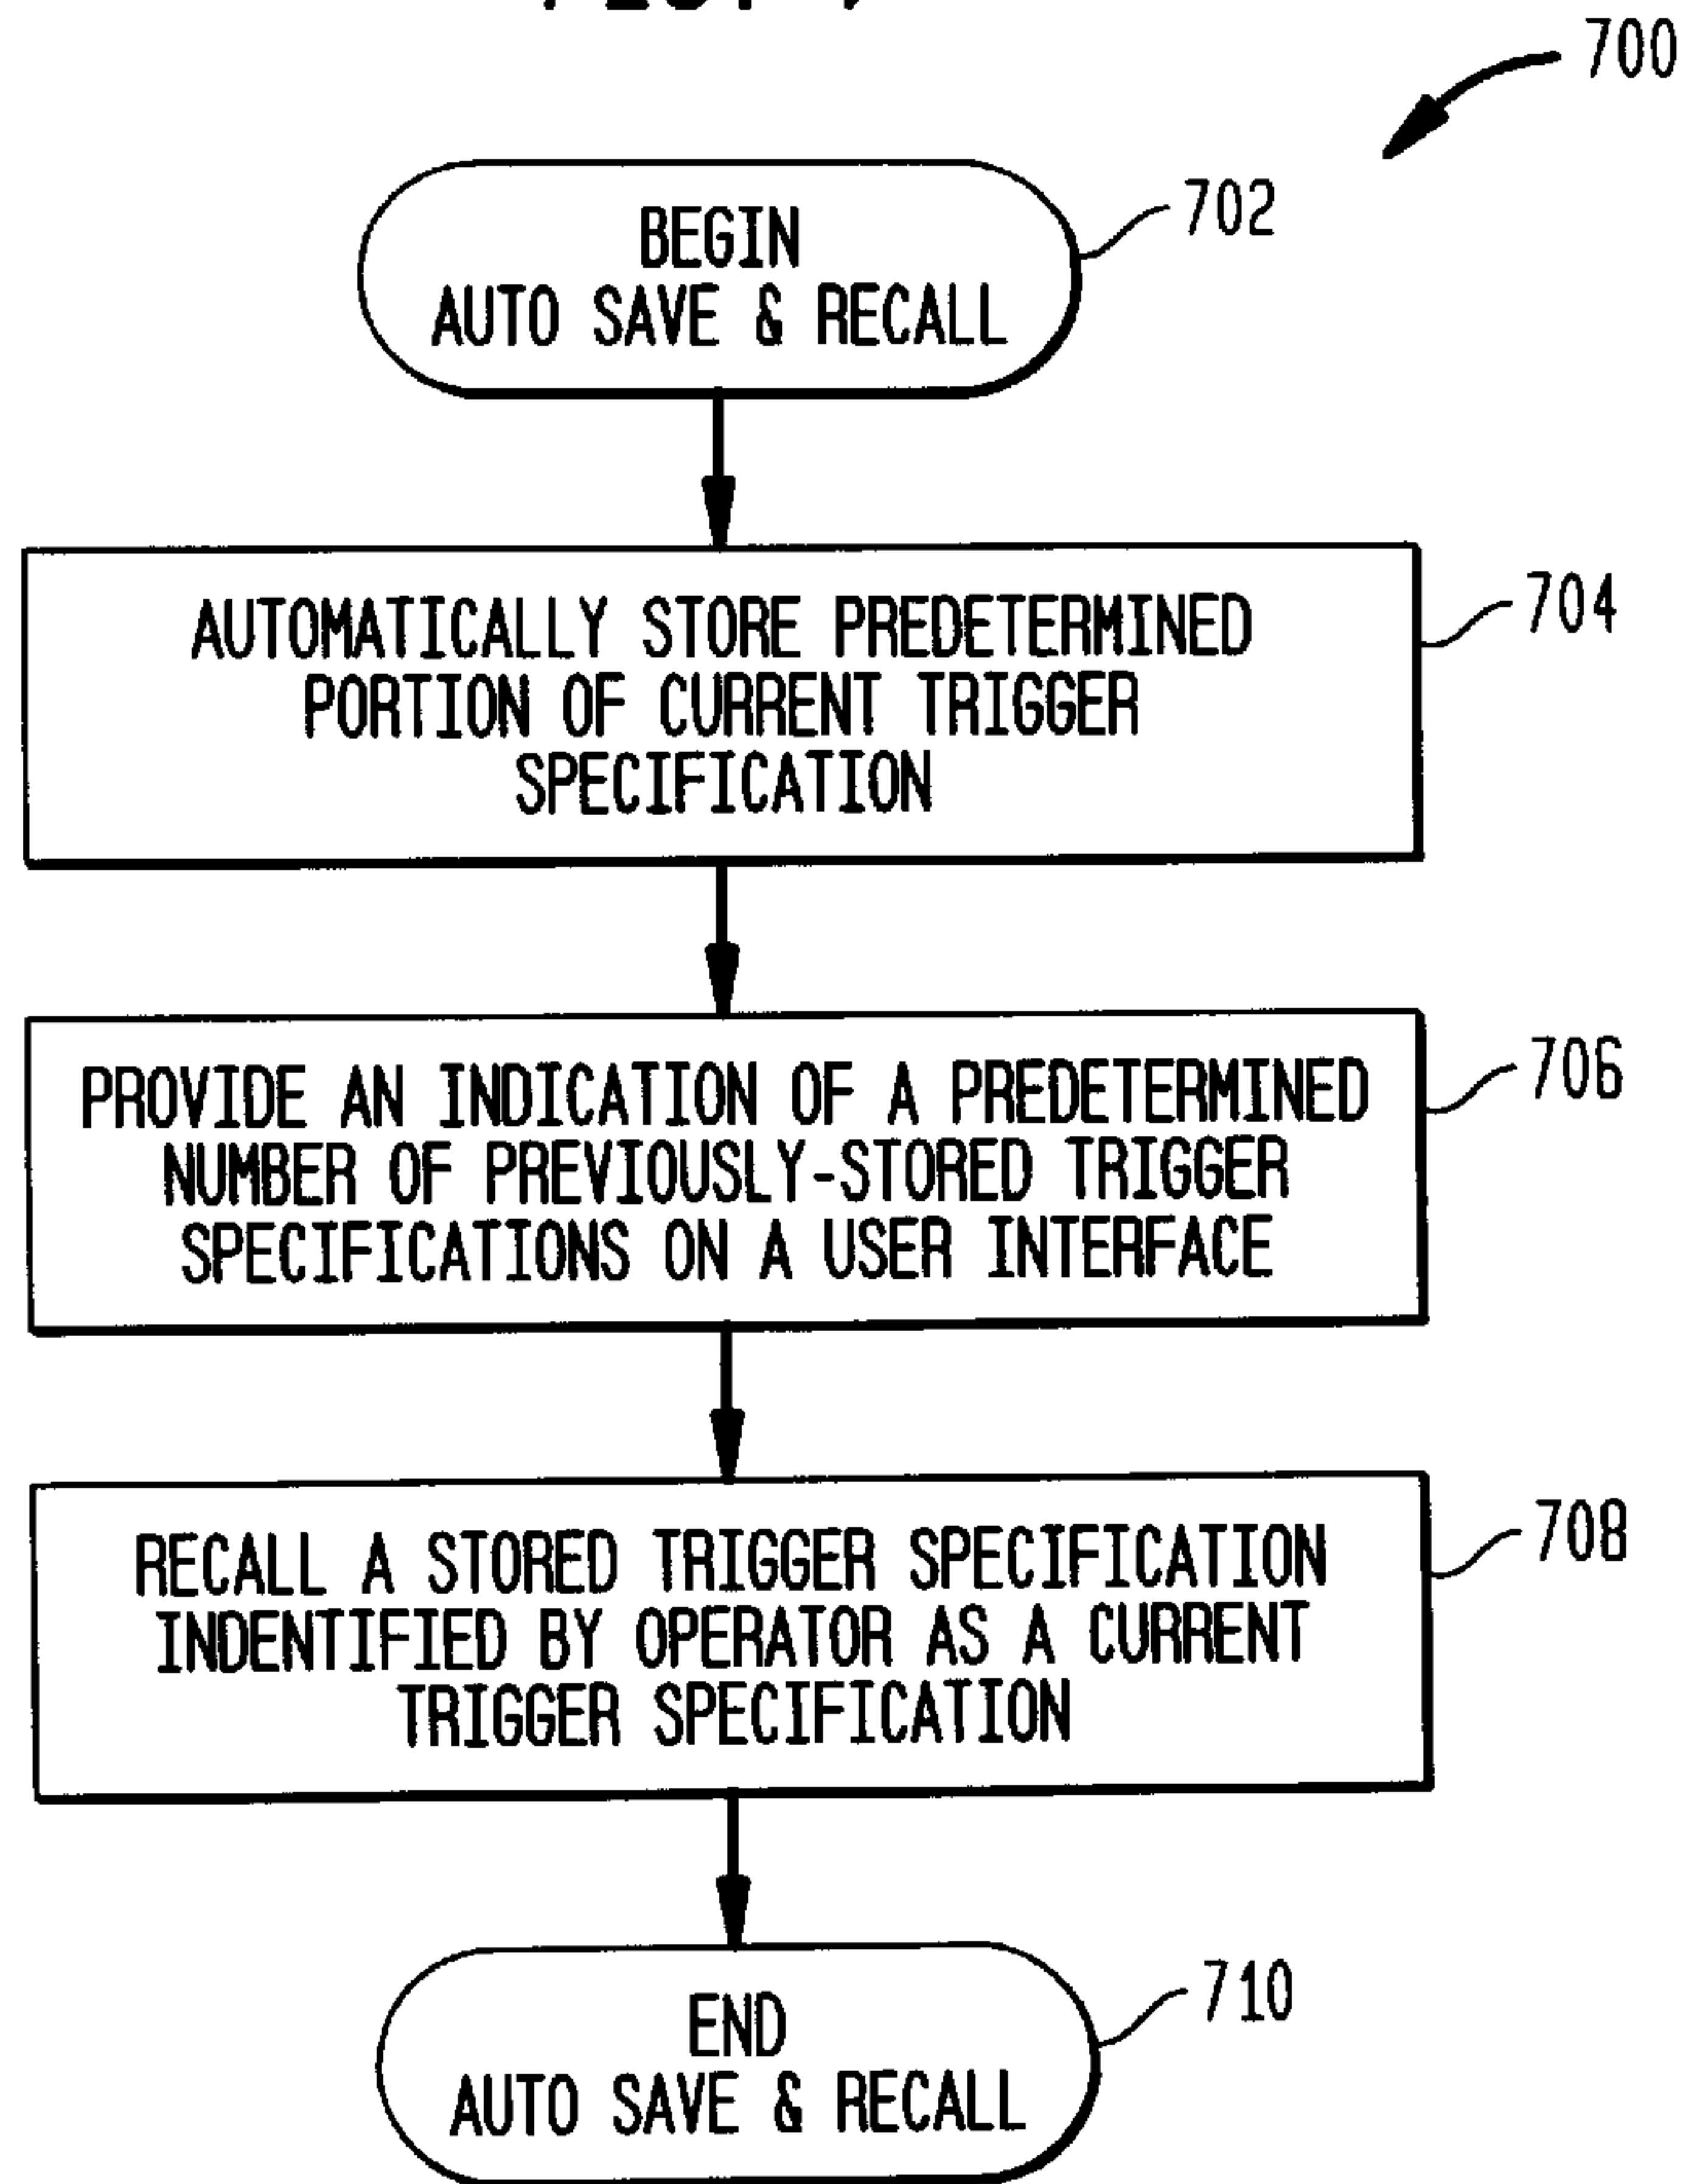 700
BEGIN
AUTO SAVE & RECALL
702
AUTOMATICALLY STORE PREDETERMINED
PORTION OF CURRENT TRIGGER
SPECIFICATION
704
PROVIDE AN INDICATION OF A PREDETERMINED
NUMBER OF PREVIOUSLY-STORED TRIGGER
SPECIFICATIONS ON A USER INTERFACE
706
RECALL A STORED TRIGGER SPECIFICATION
INDENTIFIED BY OPERATOR AS A CURRENT
TRIGGER SPECIFICATION
708
END
AUTO SAVE & RECALL
710